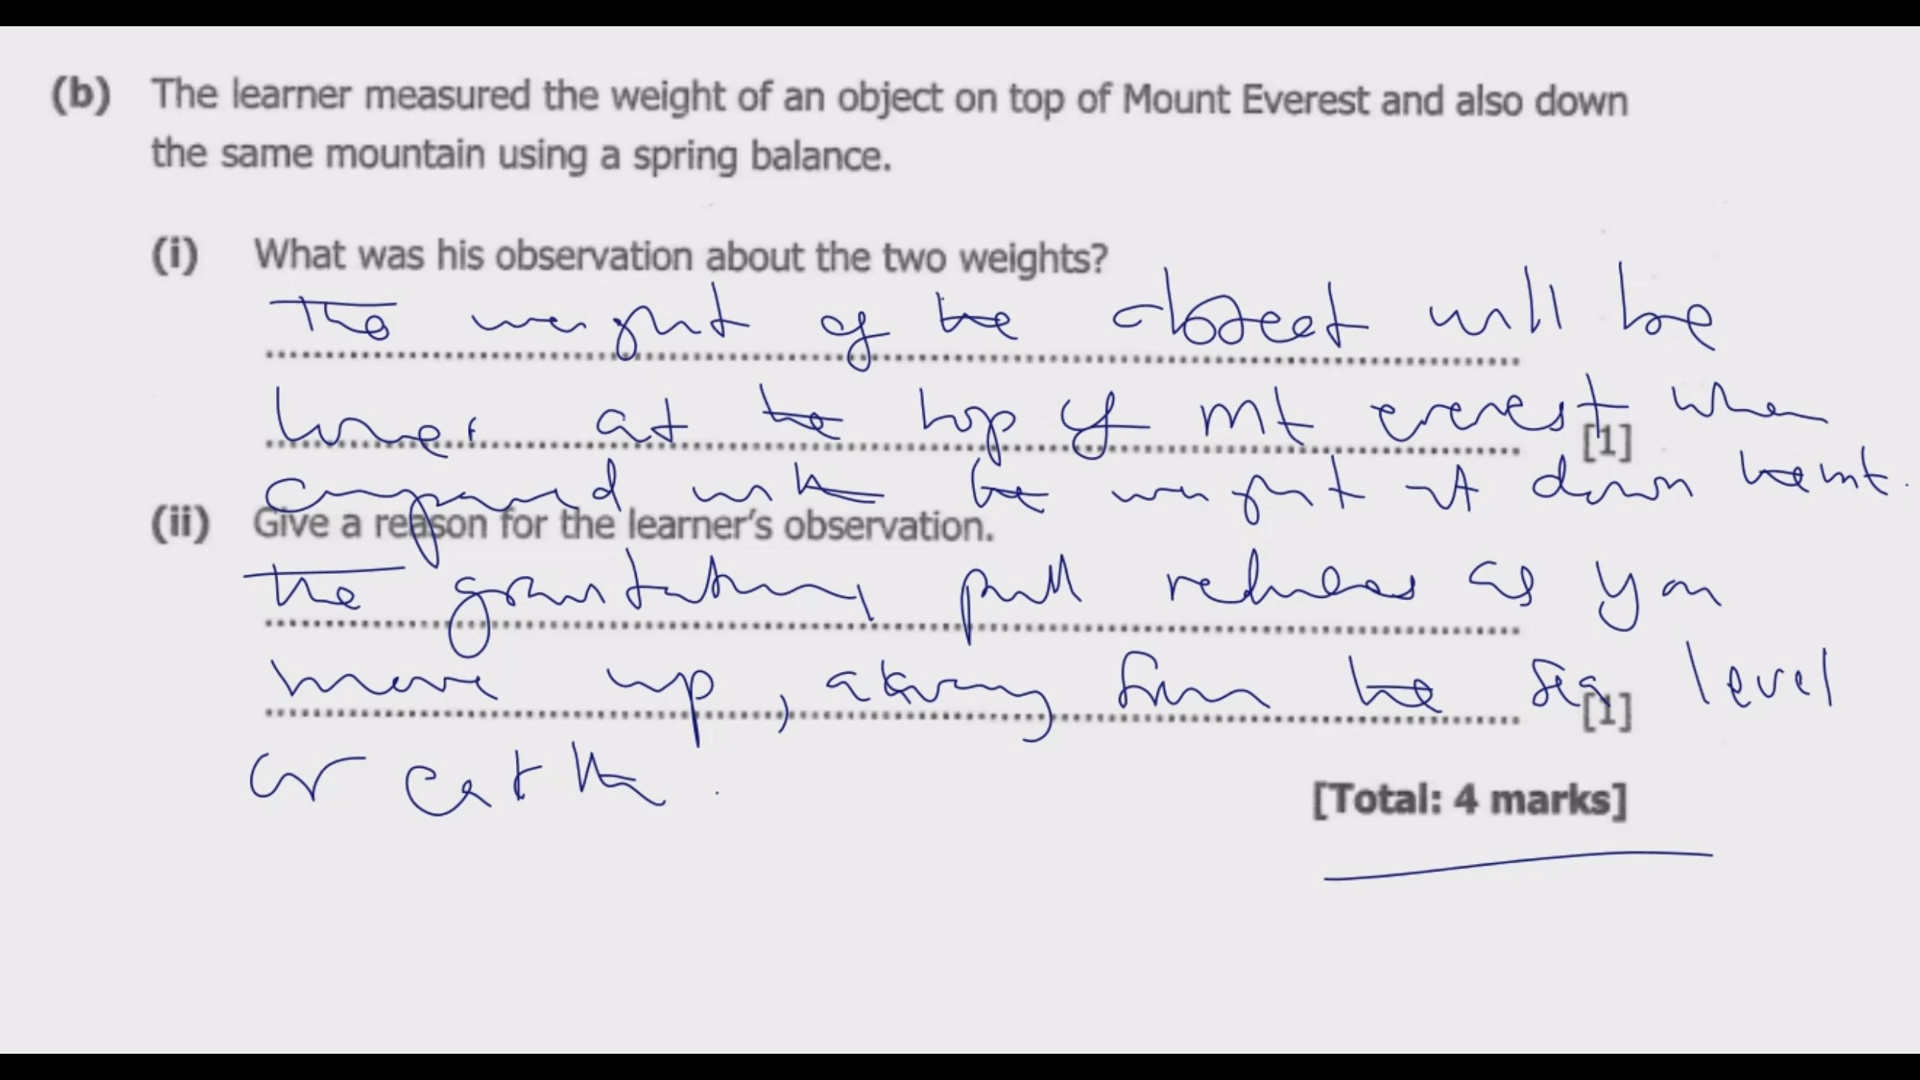 (b) The learner measured the weight of an object on top of Mount Everest and also down
the same mountain using a spring balance.
(i) What was his observation about the two weights?
The weight of the object will be
lower at the top of mt everest when
[1]
compared with the weight at down the mt.
(ii) Give a reason for the learner's observation.
The gravitational pull reduces as you
move up, away from the sea level
[1]
or earth.
[Total: 4 marks]